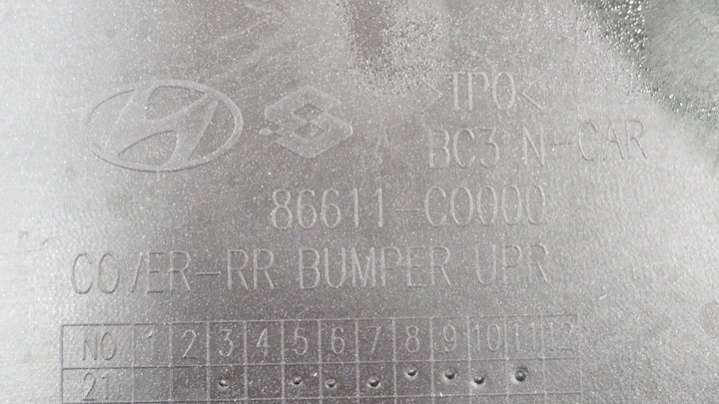 >TPO<
BC3 N-CAR
86611-C0000
COVER-RR BUMPER UPR
NO 1 2 3 4 5 6 7 8 9 10 11 12
21